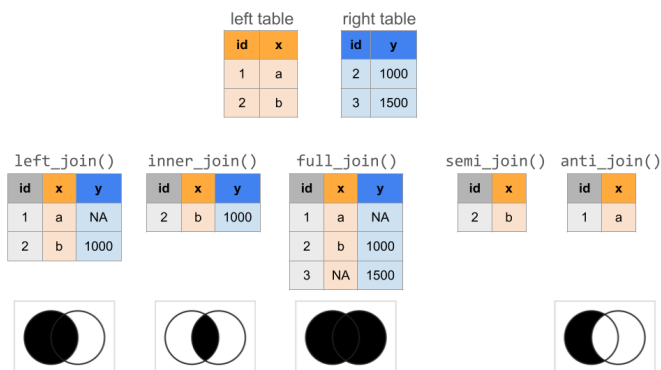 left table right table
id x id y
1 a 2 1000
2 b 3 1500
left_join() inner_join() full_join() semi_join() anti_join()
id x y id x y id x y id x id x
1 a NA 2 b 1000 1 a NA 2 b 1 a
2 b 1000 2 b 1000
3 NA 1500